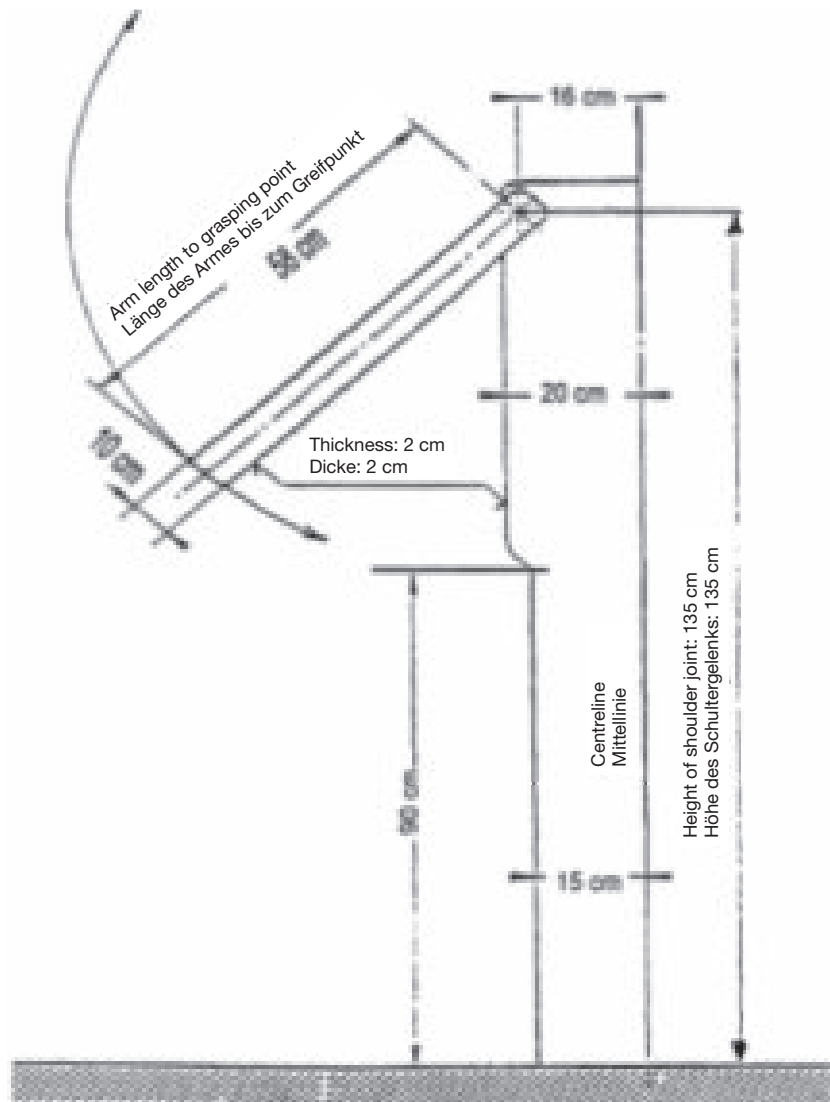 16 cm
Arm length to grasping point
Länge des Armes bis zum Greifpunkt
58 cm
20 cm
10 cm
Thickness: 2 cm
Dicke: 2 cm
Height of shoulder joint: 135 cm
Höhe des Schultergelenks: 135 cm
Centreline
Mittellinie
90 cm
15 cm